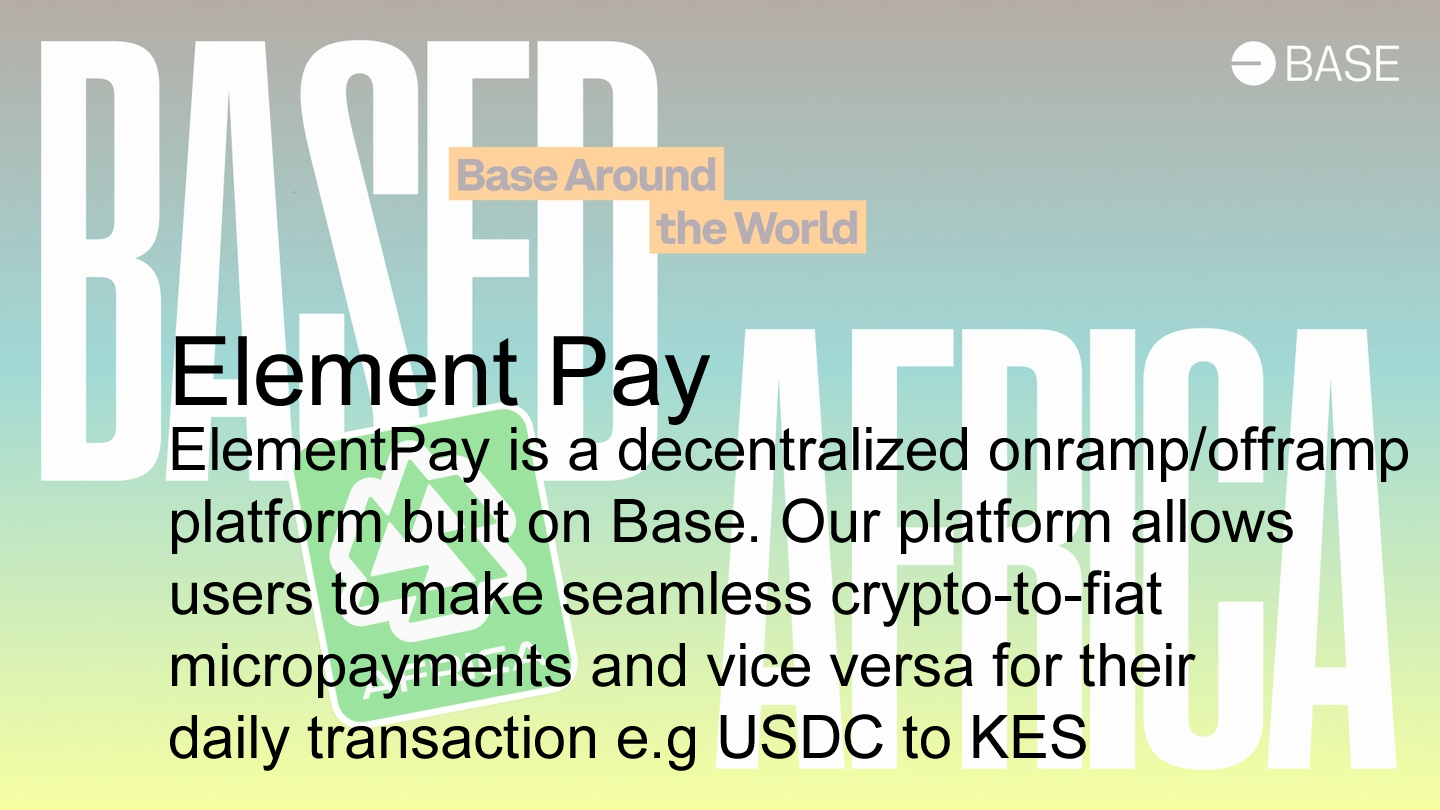 BASED
BASE
Base Around
the World
AFRICA
Element Pay
ElementPay is a decentralized onramp/offramp
platform built on Base. Our platform allows
users to make seamless crypto-to-fiat
micropayments and vice versa for their
daily transaction e.g USDC to KES
AFRICA